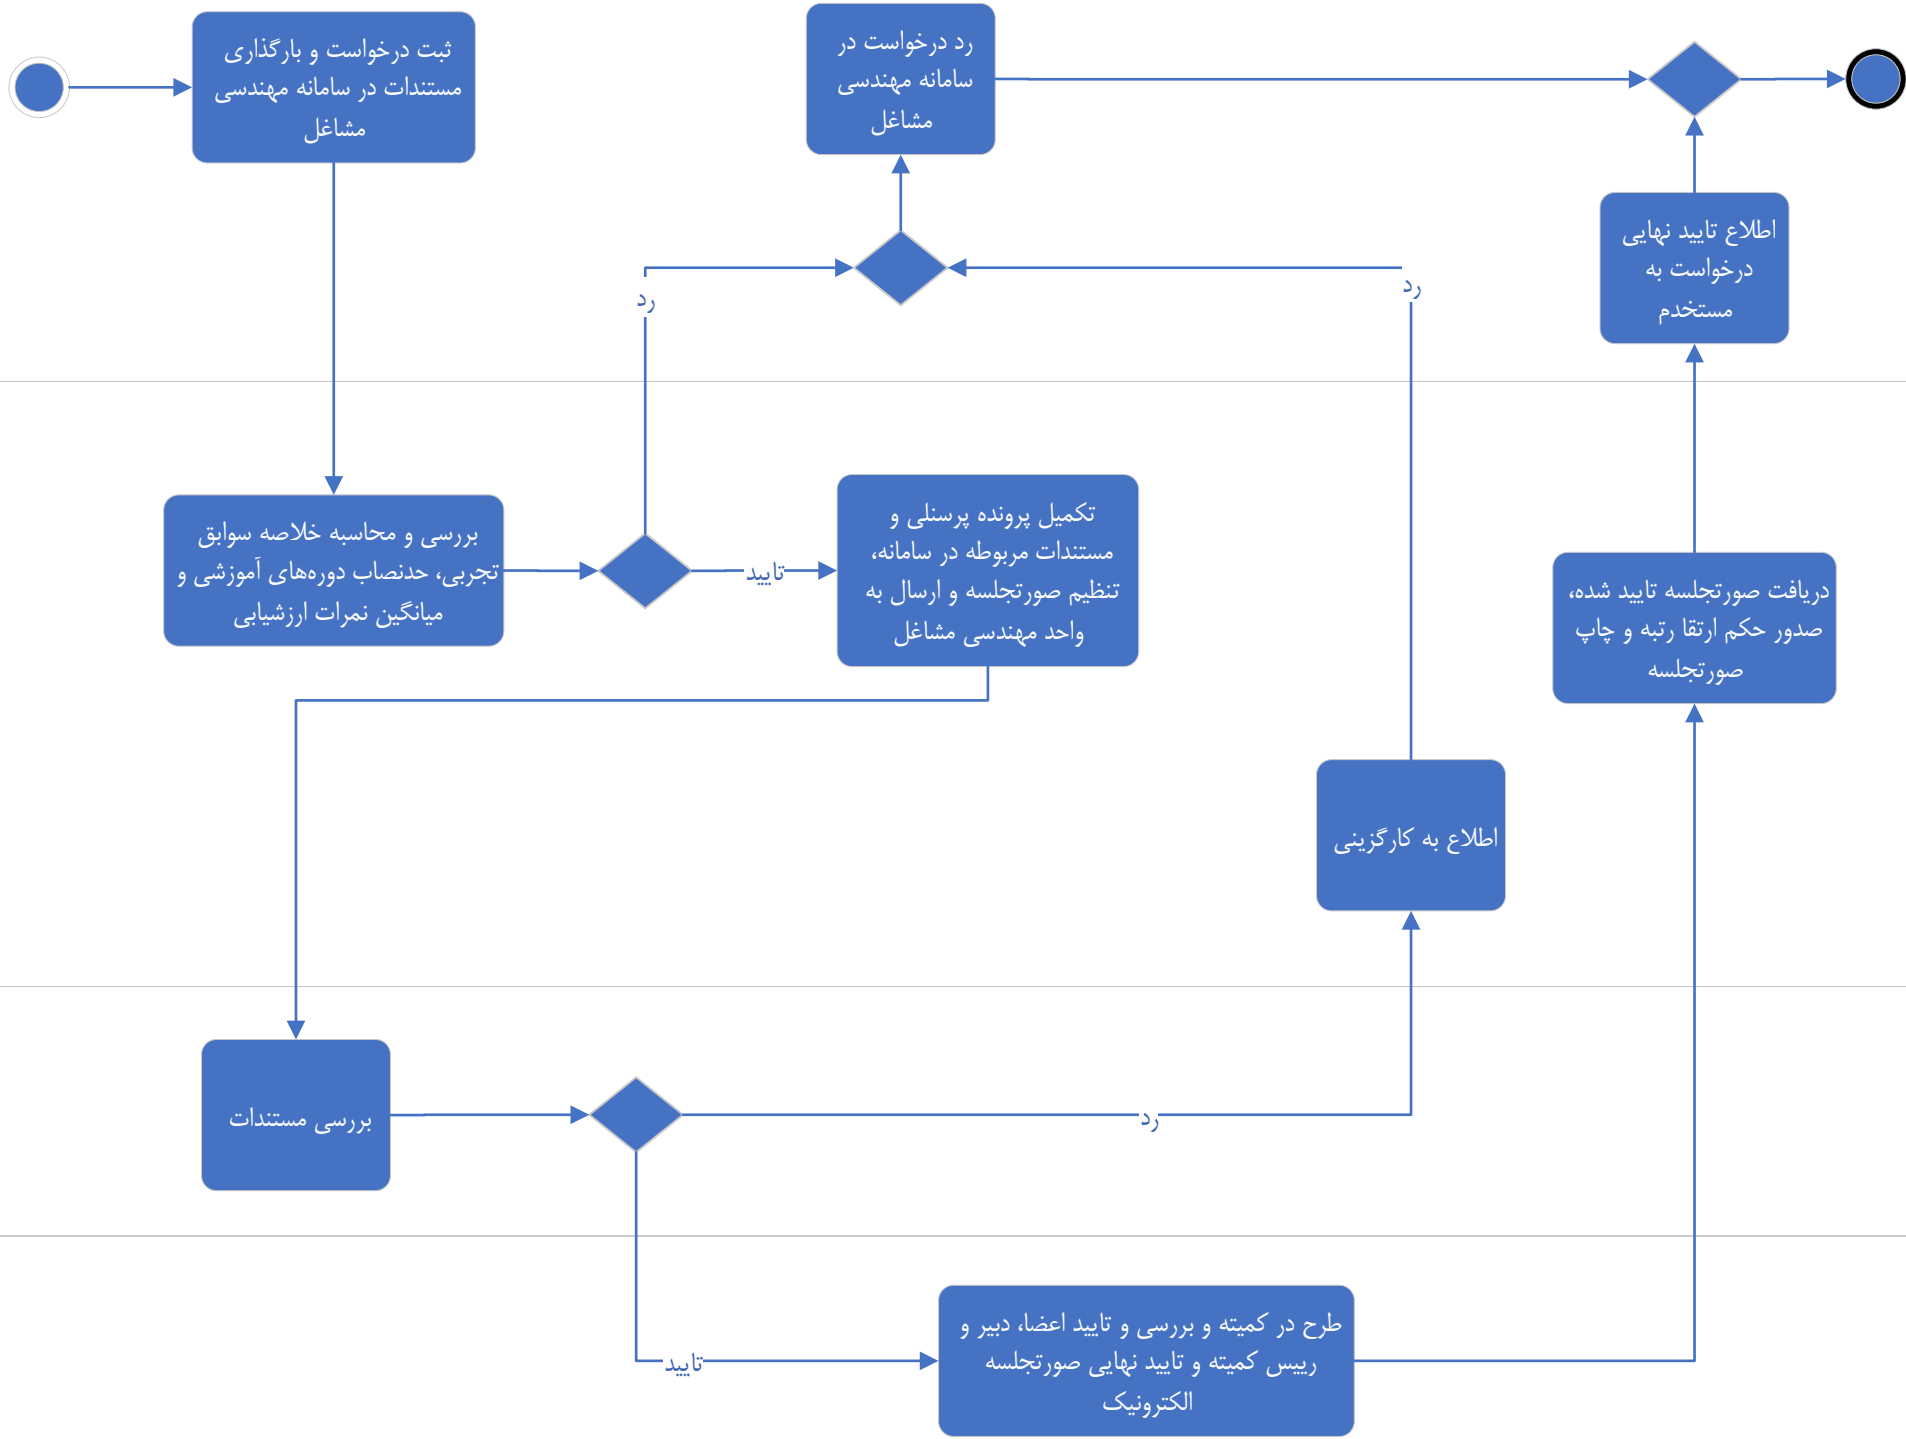 ثبت درخواست و بارگذاری
مستندات در سامانه مهندسی
مشاغل
رد درخواست در
سامانه مهندسی
مشاغل
اطلاع تایید نهایی
درخواست به
مستخدم
رد
رد
بررسی و محاسبه خلاصه سوابق
تجربی، حدنصاب دوره‌های آموزشی و
میانگین نمرات ارزشیابی
تایید
تکمیل پرونده پرسنلی و
مستندات مربوطه در سامانه،
تنظیم صورتجلسه و ارسال به
واحد مهندسی مشاغل
دریافت صورتجلسه تایید شده،
صدور حکم ارتقا رتبه و چاپ
صورتجلسه
اطلاع به کارگزینی
بررسی مستندات
رد
تایید
طرح در کمیته و بررسی و تایید اعضا، دبیر و
رییس کمیته و تایید نهایی صورتجلسه
الکترونیک